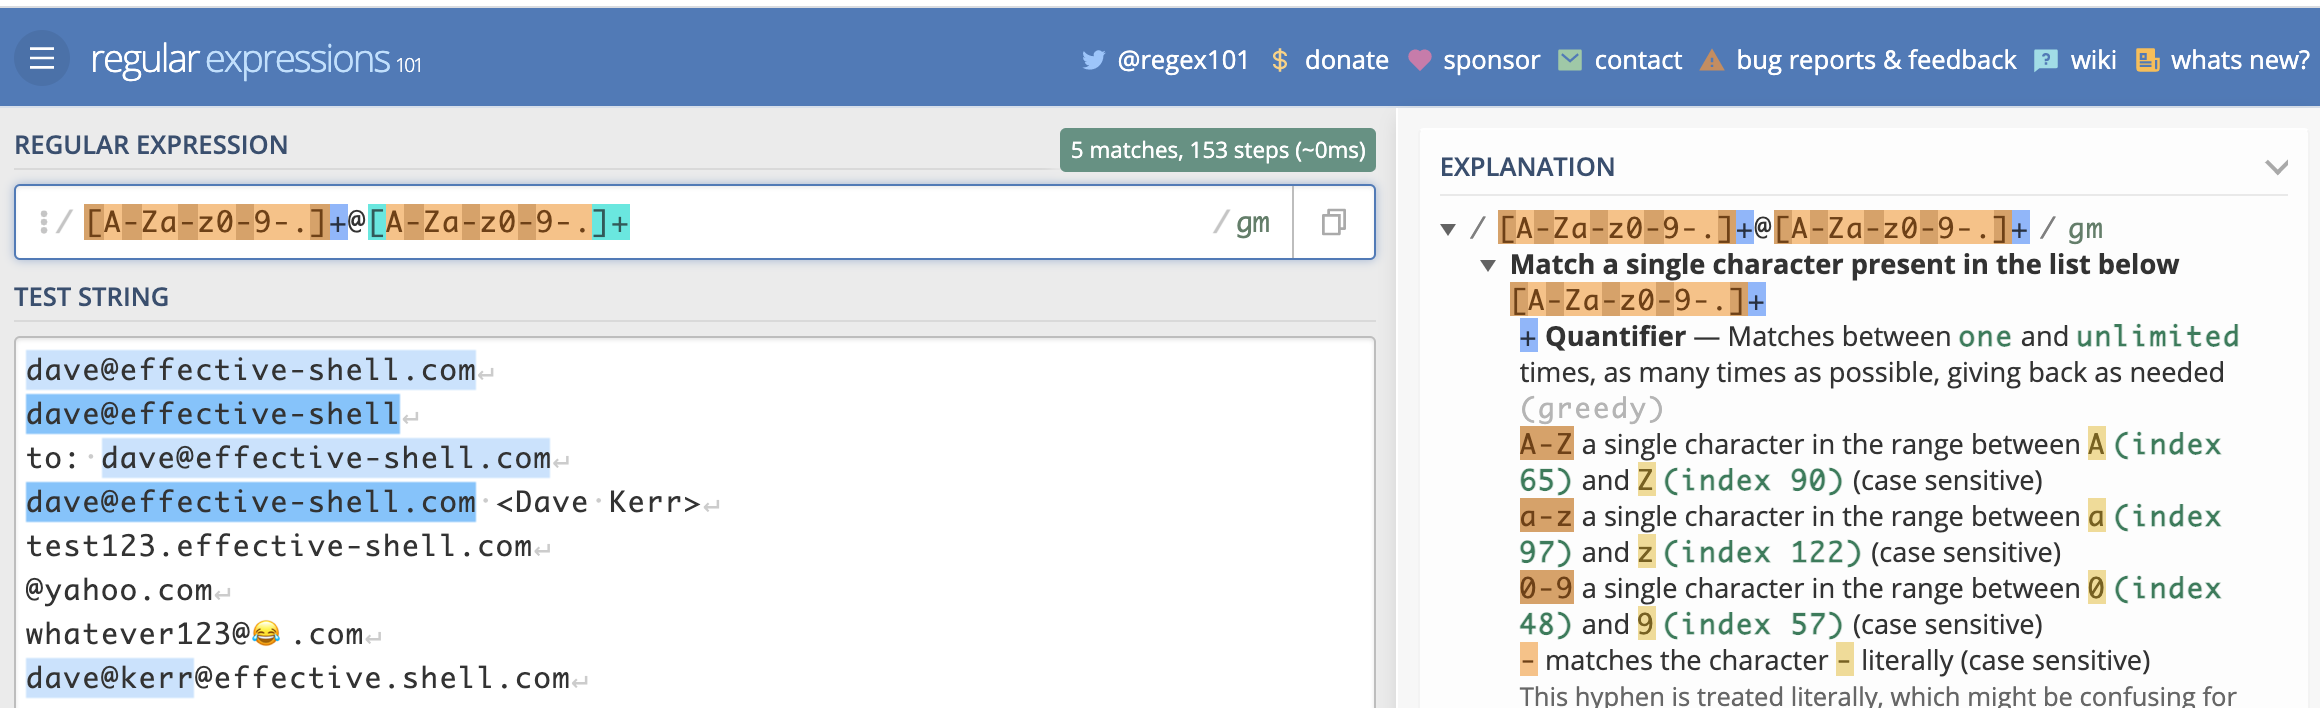 regular expressions 101
@regex101 $ donate sponsor contact bug reports & feedback wiki whats new?
REGULAR EXPRESSION
5 matches, 153 steps (~0ms)
/ [A-Za-z0-9-.]+@[A-Za-z0-9-.]+ / gm
TEST STRING
dave@effective-shell.com
dave@effective-shell
to: dave@effective-shell.com
dave@effective-shell.com <Dave Kerr>
test123.effective-shell.com
@yahoo.com
whatever123@😂.com
dave@kerr@effective.shell.com
EXPLANATION
/ [A-Za-z0-9-.]+@[A-Za-z0-9-.]+ / gm
Match a single character present in the list below
[A-Za-z0-9-.]+
+ Quantifier — Matches between one and unlimited
times, as many times as possible, giving back as needed
(greedy)
A-Z a single character in the range between A (index
65) and Z (index 90) (case sensitive)
a-z a single character in the range between a (index
97) and z (index 122) (case sensitive)
0-9 a single character in the range between 0 (index
48) and 9 (index 57) (case sensitive)
- matches the character - literally (case sensitive)
This hyphen is treated literally, which might be confusing for